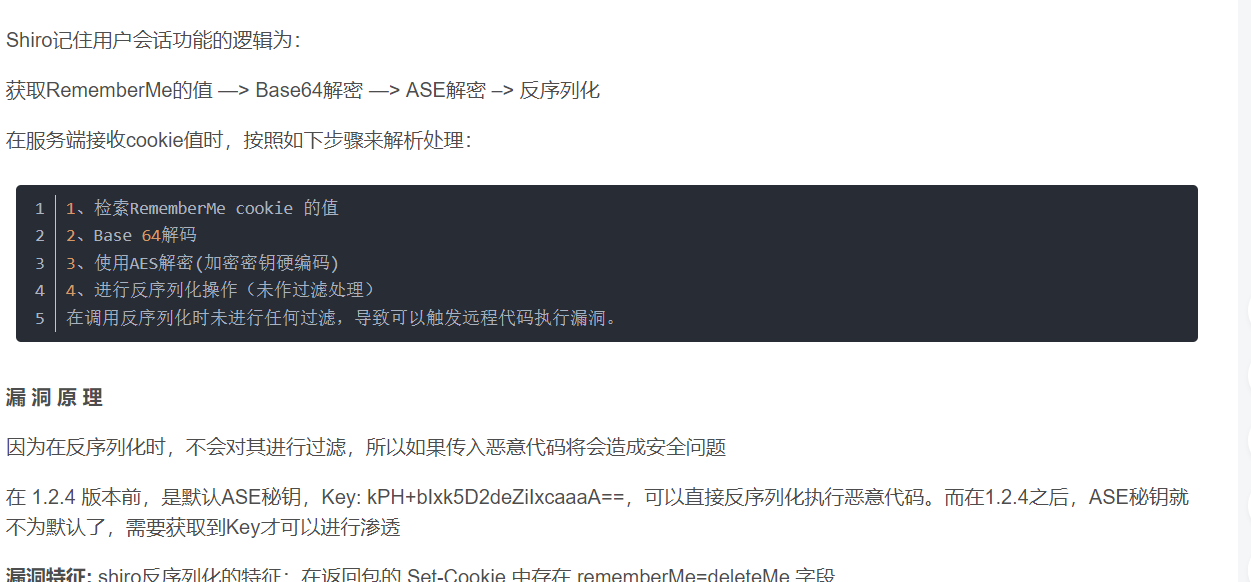 Shiro记住用户会话功能的逻辑为：
获取RememberMe的值 —> Base64解密 —> ASE解密 –> 反序列化
在服务端接收cookie值时，按照如下步骤来解析处理：
1 1、检索RememberMe cookie 的值
2 2、Base 64解码
3 3、使用AES解密(加密密钥硬编码)
4 4、进行反序列化操作（未作过滤处理）
5 在调用反序列化时未进行任何过滤，导致可以触发远程代码执行漏洞。
漏 洞 原 理
因为在反序列化时，不会对其进行过滤，所以如果传入恶意代码将会造成安全问题
在 1.2.4 版本前，是默认ASE秘钥，Key: kPH+bIxk5D2deZiIxcaaaA==，可以直接反序列化执行恶意代码。而在1.2.4之后，ASE秘钥就
不为默认了，需要获取到Key才可以进行渗透
漏洞特征: shiro反序列化的特征：在返回包的 Set-Cookie 中存在 rememberMe=deleteMe 字段